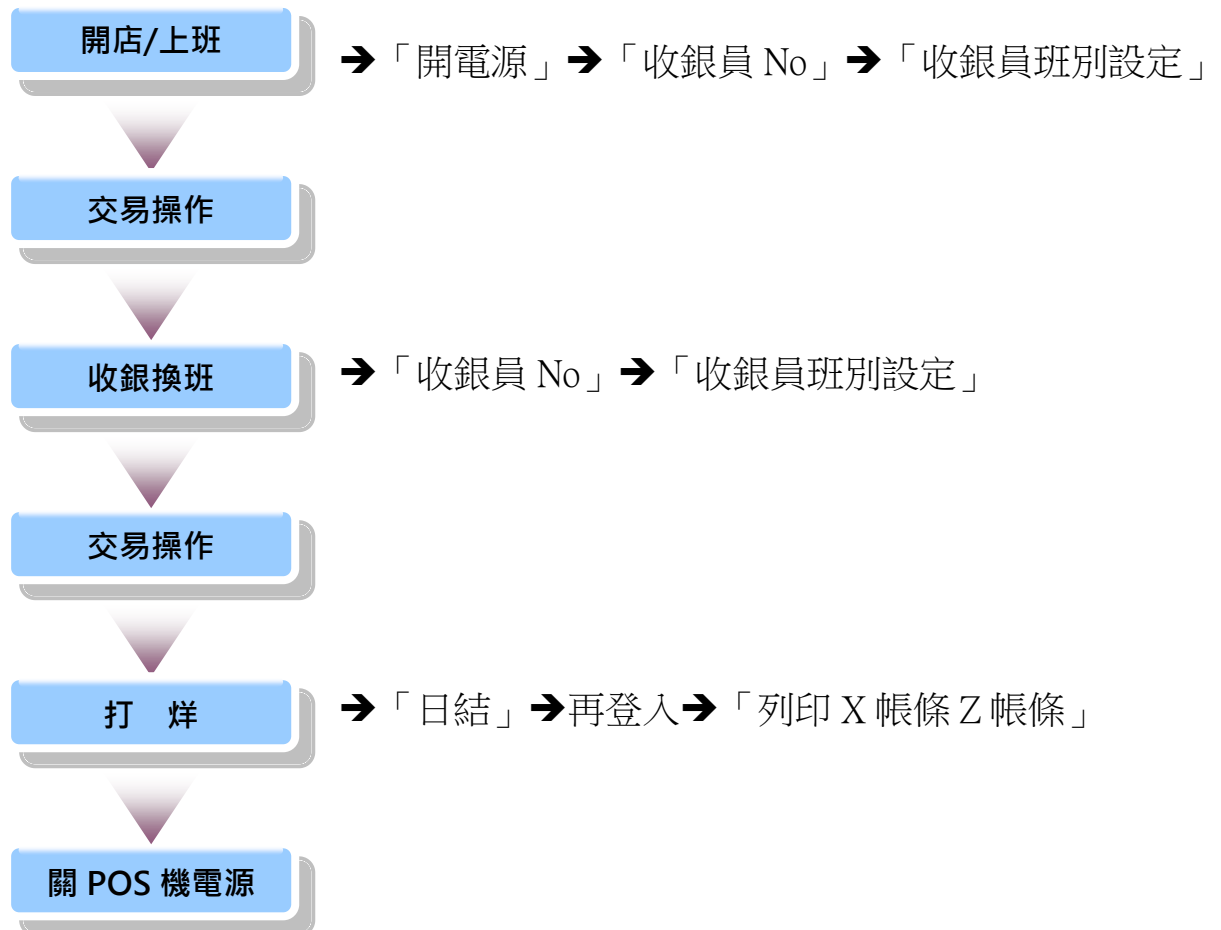 開店/上班
➔「開電源」➔「收銀員 No」➔「收銀員班別設定」
交易操作
收銀換班
➔「收銀員 No」➔「收銀員班別設定」
交易操作
打 烊
➔「日結」➔再登入➔「列印 X 帳條 Z 帳條」
關 POS 機電源